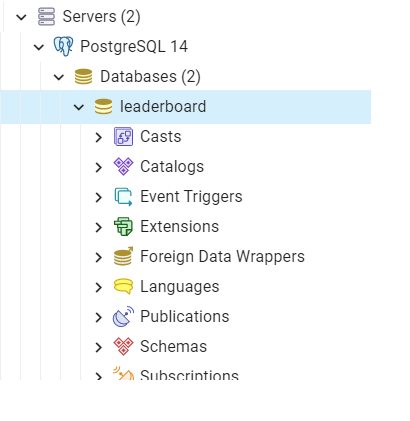 Servers (2)
PostgreSQL 14
Databases (2)
leaderboard
Casts
Catalogs
Event Triggers
Extensions
Foreign Data Wrappers
Languages
Publications
Schemas
Subscriptions